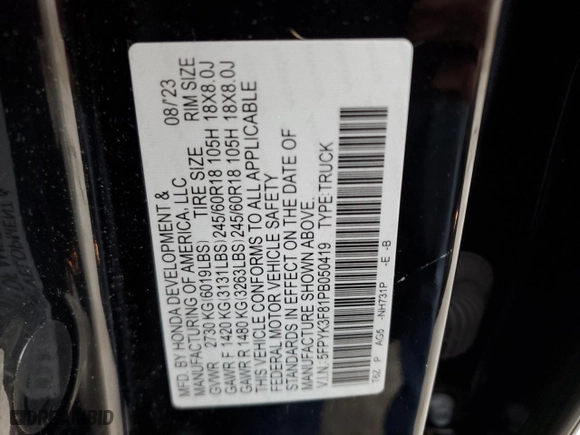 MFD. BY HONDA DEVELOPMENT &
MANUFACTURING OF AMERICA, LLC 08/23
GVWR 2730 KG(6019LBS) TIRE SIZE RIM SIZE
GAWR F 1420 KG(3131LBS) 245/60R18 105H 18X8.0J
GAWR R 1480 KG(3263LBS) 245/60R18 105H 18X8.0J
THIS VEHICLE CONFORMS TO ALL APPLICABLE
FEDERAL MOTOR VEHICLE SAFETY
STANDARDS IN EFFECT ON THE DATE OF
MANUFACTURE SHOWN ABOVE.
V.I.N.:5FPYK3F81PB050419 TYPE:TRUCK
T6Z P AG5 -NH731P -E -B
DREAMBID